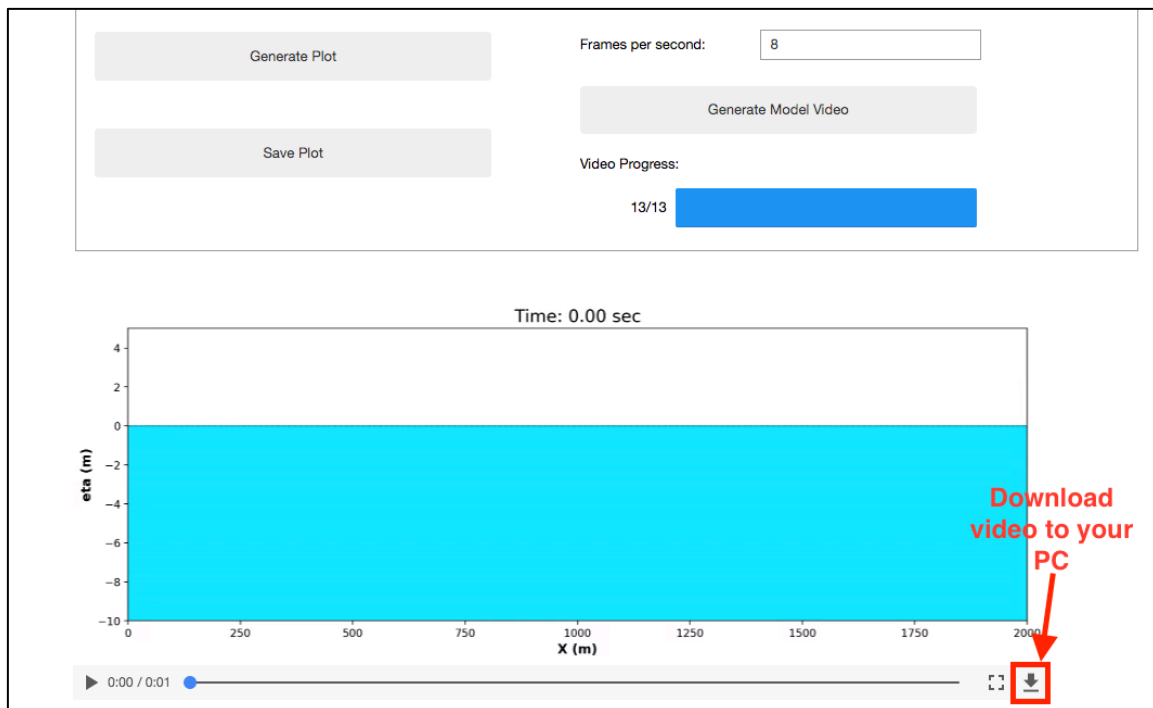 Generate Plot
Frames per second:
8
Generate Model Video
Save Plot
Video Progress:
13/13
Time: 0.00 sec
4
2
0
−2
−4
−6
−8
−10
eta (m)
0
250
500
750
1000
1250
1500
1750
2000
X (m)
Download
video to your
PC
0:00 / 0:01